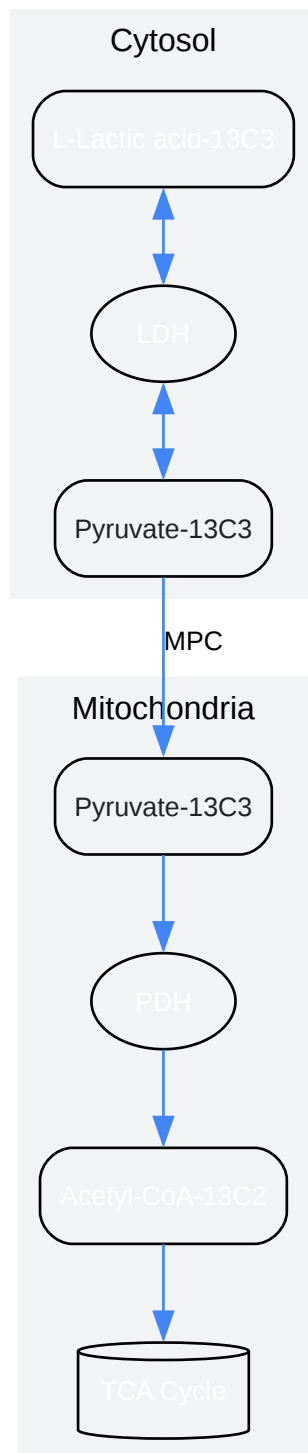 Cytosol
L-Lactic acid-13C3
LDH
Pyruvate-13C3
MPC
Mitochondria
Pyruvate-13C3
PDH
Acetyl-CoA-13C2
TCA Cycle